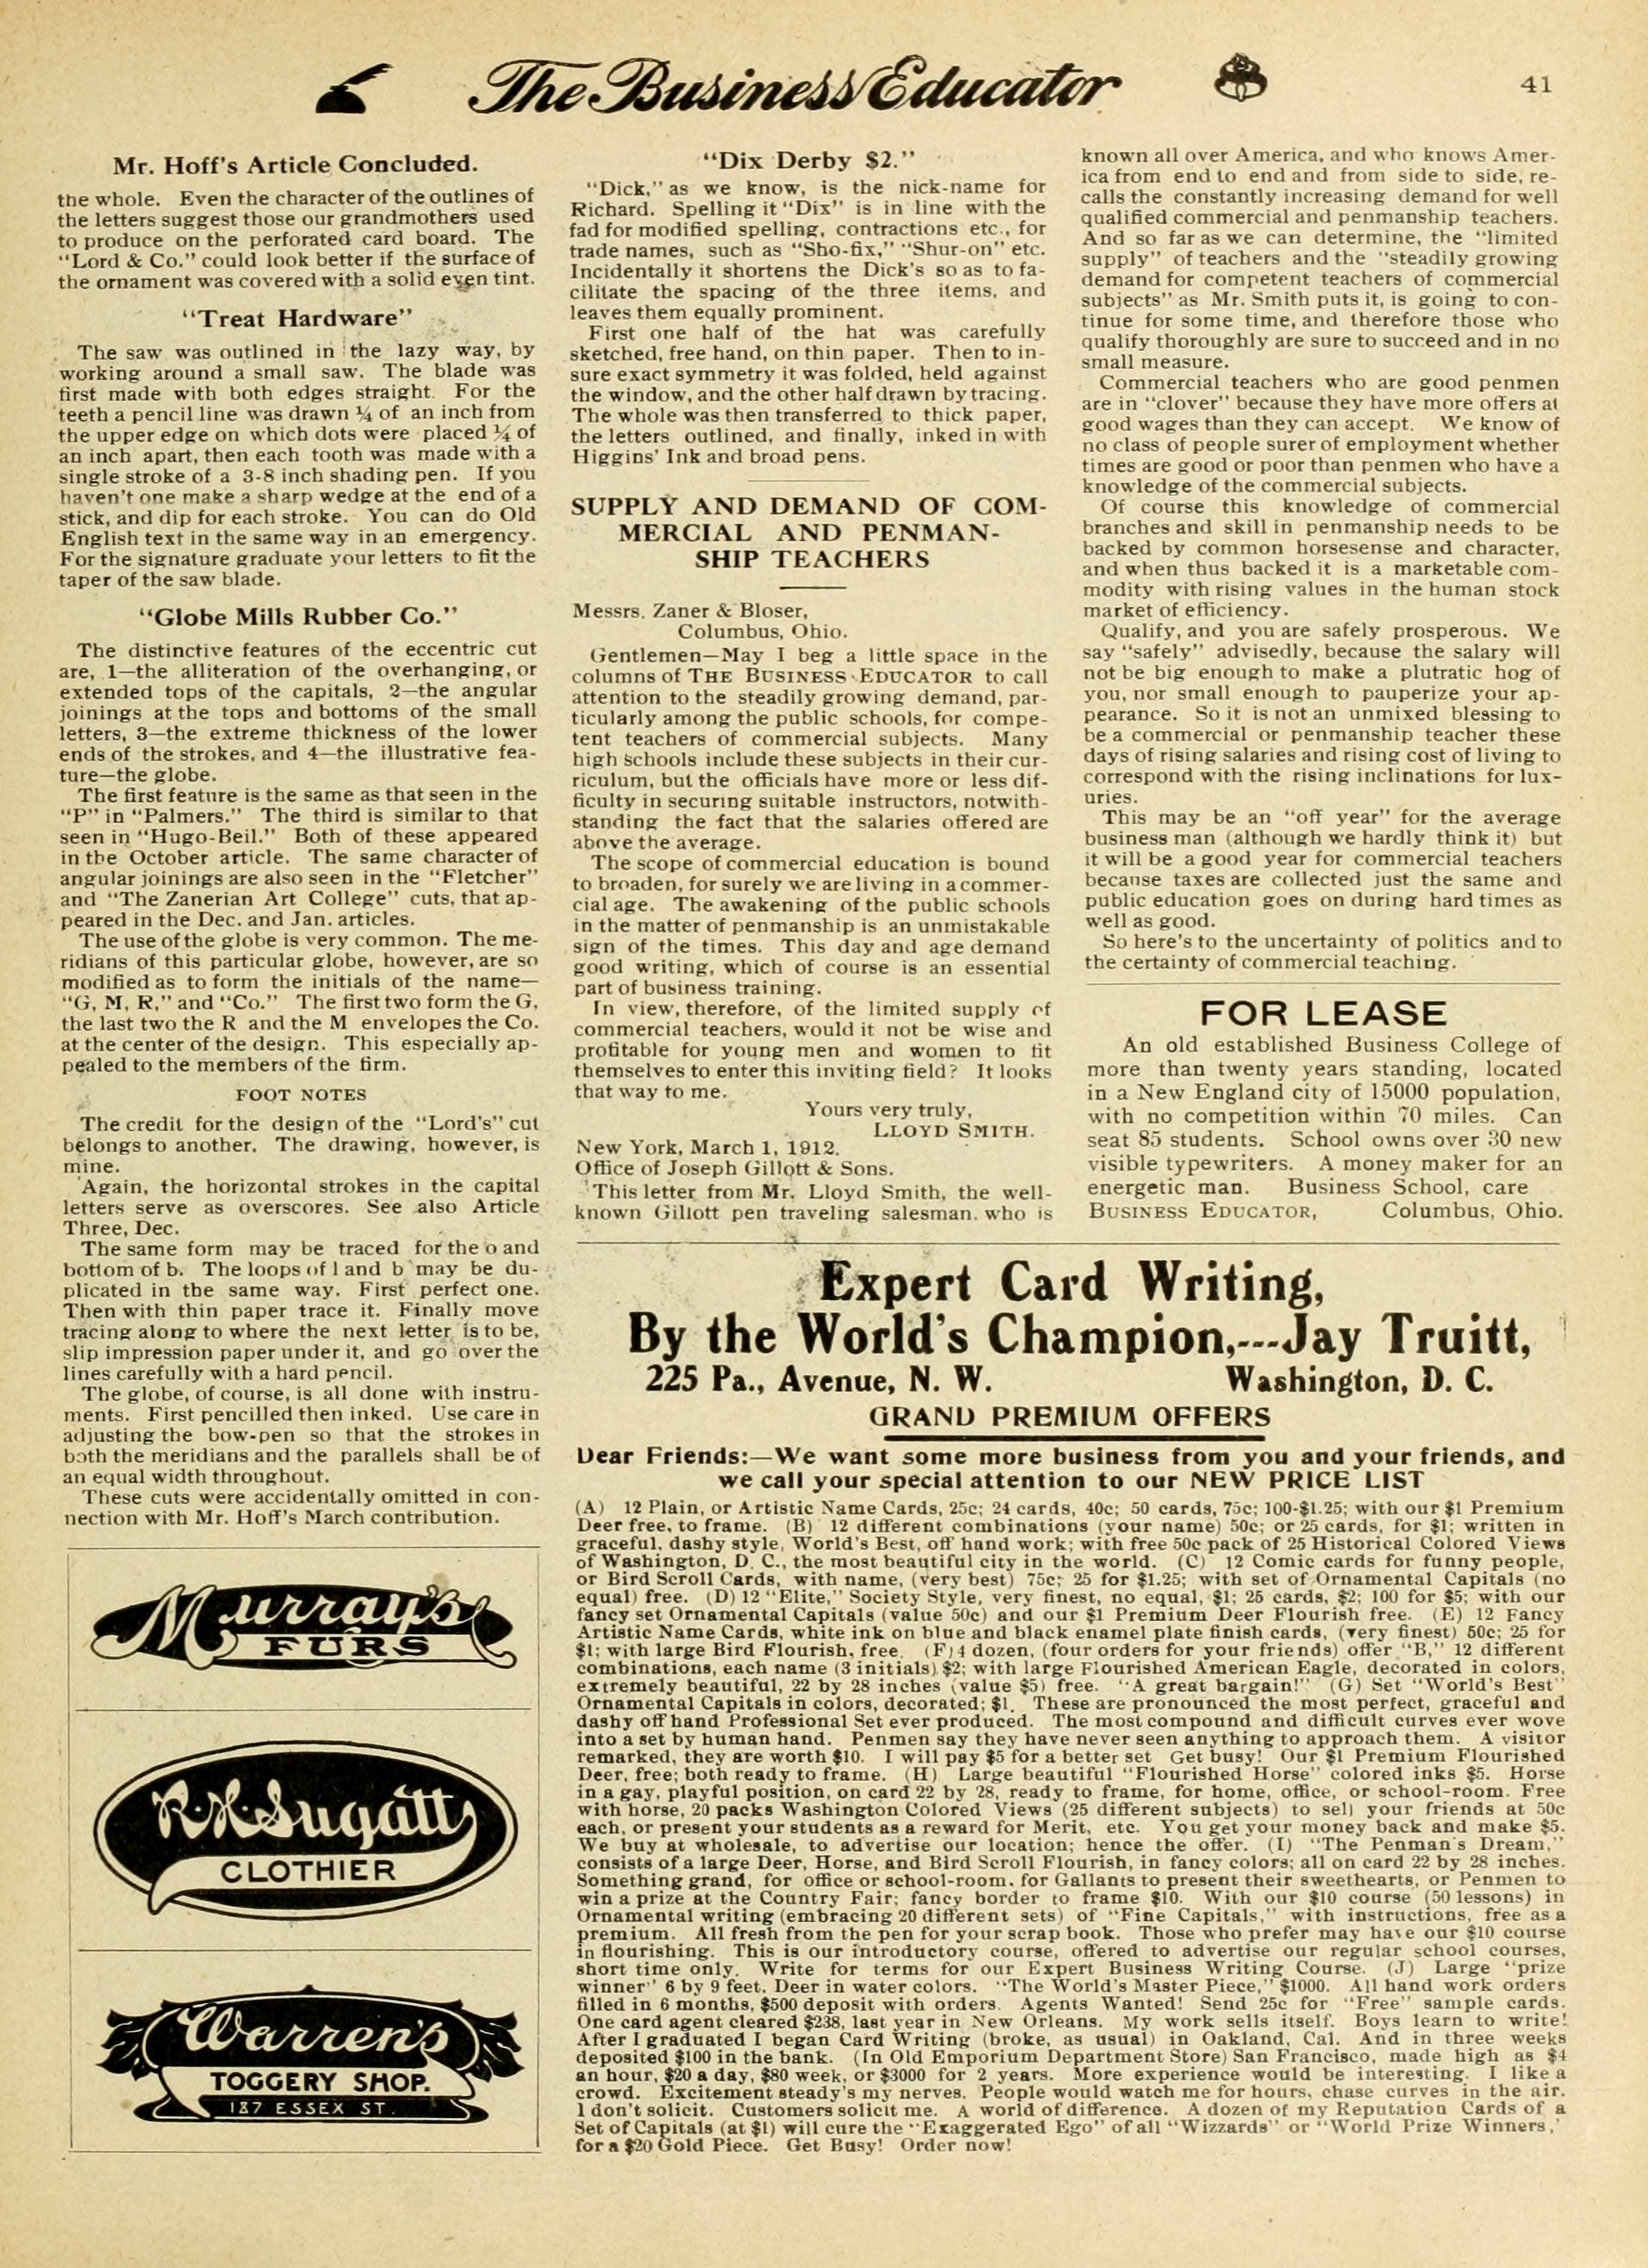 The Business Educator
41
Mr. Hoff's Article Concluded.
the whole. Even the character of the outlines of
the letters suggest those our grandmothers used
to produce on the perforated card board. The
"Lord & Co." could look better if the surface of
the ornament was covered with a solid even tint.
"Treat Hardware"
The saw was outlined in the lazy way, by
working around a small saw. The blade was
first made with both edges straight. For the
teeth a pencil line was drawn ¼ of an inch from
the upper edge on which dots were placed ¼ of
an inch apart, then each tooth was made with a
single stroke of a 3-8 inch shading pen. If you
haven't one make a sharp wedge at the end of a
stick, and dip for each stroke. You can do Old
English text in the same way in an emergency.
For the signature graduate your letters to fit the
taper of the saw blade.
"Globe Mills Rubber Co."
The distinctive features of the eccentric cut
are, 1—the alliteration of the overhanging, or
extended tops of the capitals, 2—the angular
joinings at the tops and bottoms of the small
letters, 3—the extreme thickness of the lower
ends of the strokes, and 4—the illustrative fea-
ture—the globe.
The first feature is the same as that seen in the
"P" in "Palmers." The third is similar to that
seen in "Hugo-Beil." Both of these appeared
in the October article. The same character of
angular joinings are also seen in the "Fletcher"
and "The Zanerian Art College" cuts, that ap-
peared in the Dec. and Jan. articles.
The use of the globe is very common. The me-
ridians of this particular globe, however, are so
modified as to form the initials of the name—
"G, M, R," and "Co." The first two form the G,
the last two the R and the M envelopes the Co.
at the center of the design. This especially ap-
pealed to the members of the firm.
FOOT NOTES
The credit for the design of the "Lord's" cut
belongs to another. The drawing, however, is
mine.
Again, the horizontal strokes in the capital
letters serve as overscores. See also Article
Three, Dec.
The same form may be traced for the o and
bottom of b. The loops of l and b may be du-
plicated in the same way. First perfect one.
Then with thin paper trace it. Finally move
tracing along to where the next letter is to be,
slip impression paper under it, and go over the
lines carefully with a hard pencil.
The globe, of course, is all done with instru-
ments. First pencilled then inked. Use care in
adjusting the bow-pen so that the strokes in
both the meridians and the parallels shall be of
an equal width throughout.
These cuts were accidentally omitted in con-
nection with Mr. Hoff's March contribution.
Murray's
FURS
R.H. Sugatt
CLOTHIER
Warren's
TOGGERY SHOP.
187 ESSEX ST.
"Dix Derby $2."
"Dick," as we know, is the nick-name for
Richard. Spelling it "Dix" is in line with the
fad for modified spelling, contractions etc., for
trade names, such as "Sho-fix," "Shur-on" etc.
Incidentally it shortens the Dick's so as to fa-
cilitate the spacing of the three items, and
leaves them equally prominent.
First one half of the hat was carefully
sketched, free hand, on thin paper. Then to in-
sure exact symmetry it was folded, held against
the window, and the other half drawn by tracing.
The whole was then transferred to thick paper,
the letters outlined, and finally, inked in with
Higgins' Ink and broad pens.
SUPPLY AND DEMAND OF COM-
MERCIAL AND PENMAN-
SHIP TEACHERS
Messrs. Zaner & Bloser,
Columbus, Ohio.
Gentlemen—May I beg a little space in the
columns of THE BUSINESS EDUCATOR to call
attention to the steadily growing demand, par-
ticularly among the public schools, for compe-
tent teachers of commercial subjects. Many
high schools include these subjects in their cur-
riculum, but the officials have more or less dif-
ficulty in securing suitable instructors, notwith-
standing the fact that the salaries offered are
above the average.
The scope of commercial education is bound
to broaden, for surely we are living in a commer-
cial age. The awakening of the public schools
in the matter of penmanship is an unmistakable
sign of the times. This day and age demand
good writing, which of course is an essential
part of business training.
In view, therefore, of the limited supply of
commercial teachers, would it not be wise and
profitable for young men and women to fit
themselves to enter this inviting field? It looks
that way to me.
Yours very truly,
LLOYD SMITH.
New York, March 1, 1912.
Office of Joseph Gillott & Sons.
This letter from Mr. Lloyd Smith, the well-
known Gillott pen traveling salesman, who is
known all over America, and who knows Amer-
ica from end to end and from side to side, re-
calls the constantly increasing demand for well
qualified commercial and penmanship teachers.
And so far as we can determine, the "limited
supply" of teachers and the "steadily growing
demand for competent teachers of commercial
subjects" as Mr. Smith puts it, is going to con-
tinue for some time, and therefore those who
qualify thoroughly are sure to succeed and in no
small measure.
Commercial teachers who are good penmen
are in "clover" because they have more offers at
good wages than they can accept. We know of
no class of people surer of employment whether
times are good or poor than penmen who have a
knowledge of the commercial subjects.
Of course this knowledge of commercial
branches and skill in penmanship needs to be
backed by common horsesense and character,
and when thus backed it is a marketable com-
modity with rising values in the human stock
market of efficiency.
Qualify, and you are safely prosperous. We
say "safely" advisedly, because the salary will
not be big enough to make a plutratic hog of
you, nor small enough to pauperize your ap-
pearance. So it is not an unmixed blessing to
be a commercial or penmanship teacher these
days of rising salaries and rising cost of living to
correspond with the rising inclinations for lux-
uries.
This may be an "off year" for the average
business man (although we hardly think it) but
it will be a good year for commercial teachers
because taxes are collected just the same and
public education goes on during hard times as
well as good.
So here's to the uncertainty of politics and to
the certainty of commercial teaching.
FOR LEASE
An old established Business College of
more than twenty years standing, located
in a New England city of 15000 population,
with no competition within 70 miles. Can
seat 85 students. School owns over 30 new
visible typewriters. A money maker for an
energetic man. Business School, care
BUSINESS EDUCATOR, Columbus, Ohio.
Expert Card Writing,
By the World's Champion,---Jay Truitt,
225 Pa., Avenue, N. W. Washington, D. C.
GRAND PREMIUM OFFERS
Dear Friends:—We want some more business from you and your friends, and
we call your special attention to our NEW PRICE LIST
(A) 12 Plain, or Artistic Name Cards, 25c; 24 cards, 40c; 50 cards, 75c; 100-$1.25; with our $1 Premium
Deer free, to frame. (B) 12 different combinations (your name) 50c; or 25 cards, for $1; written in
graceful, dashy style, World's Best, off hand work; with free 50c pack of 25 Historical Colored Views
of Washington, D. C., the most beautiful city in the world. (C) 12 Comic cards for funny people,
or Bird Scroll Cards, with name, (very best) 75c; 25 for $1.25; with set of Ornamental Capitals (no
equal) free. (D) 12 "Elite," Society Style, very finest, no equal, $1; 25 cards, $2; 100 for $5; with our
fancy set Ornamental Capitals (value 50c) and our $1 Premium Deer Flourish free. (E) 12 Fancy
Artistic Name Cards, white ink on blue and black enamel plate finish cards, (very finest) 50c; 25 for
$1; with large Bird Flourish, free. (F) 4 dozen, (four orders for your friends) offer "B," 12 different
combinations, each name (3 initials) $2; with large Flourished American Eagle, decorated in colors,
extremely beautiful, 22 by 28 inches (value $5) free. "A great bargain!" (G) Set "World's Best"
Ornamental Capitals in colors, decorated; $1. These are pronounced the most perfect, graceful and
dashy off hand Professional Set ever produced. The most compound and difficult curves ever wove
into a set by human hand. Penmen say they have never seen anything to approach them. A visitor
remarked, they are worth $10. I will pay $5 for a better set Get busy! Our $1 Premium Flourished
Deer, free; both ready to frame. (H) Large beautiful "Flourished Horse" colored inks $5. Horse
in a gay, playful position, on card 22 by 28, ready to frame, for home, office, or school-room. Free
with horse, 20 packs Washington Colored Views (25 different subjects) to sell your friends at 50c
each, or present your students as a reward for Merit, etc. You get your money back and make $5.
We buy at wholesale, to advertise our location; hence the offer. (I) "The Penman's Dream,"
consists of a large Deer, Horse, and Bird Scroll Flourish, in fancy colors; all on card 22 by 28 inches.
Something grand, for office or school-room, for Gallants to present their sweethearts, or Penmen to
win a prize at the Country Fair; fancy border to frame $10. With our $10 course (50 lessons) in
Ornamental writing (embracing 20 different sets) of "Fine Capitals," with instructions, free as a
premium. All fresh from the pen for your scrap book. Those who prefer may have our $10 course
in flourishing. This is our introductory course, offered to advertise our regular school courses,
short time only. Write for terms for our Expert Business Writing Course. (J) Large "prize
winner" 6 by 9 feet, Deer in water colors. "The World's Master Piece," $1000. All hand work orders
filled in 6 months, $500 deposit with orders. Agents Wanted! Send 25c for "Free" sample cards.
One card agent cleared $238, last year in New Orleans. My work sells itself. Boys learn to write!
After I graduated I began Card Writing (broke, as usual) in Oakland, Cal. And in three weeks
deposited $100 in the bank. (In Old Emporium Department Store) San Francisco, made high as $4
an hour, $20 a day, $80 week, or $3000 for 2 years. More experience would be interesting. I like a
crowd. Excitement steady's my nerves. People would watch me for hours, chase curves in the air.
I don't solicit. Customers solicit me. A world of difference. A dozen of my Reputation Cards of a
Set of Capitals (at $1) will cure the "Exaggerated Ego" of all "Wizzards" or "World Prize Winners,"
for a $20 Gold Piece. Get Busy! Order now!